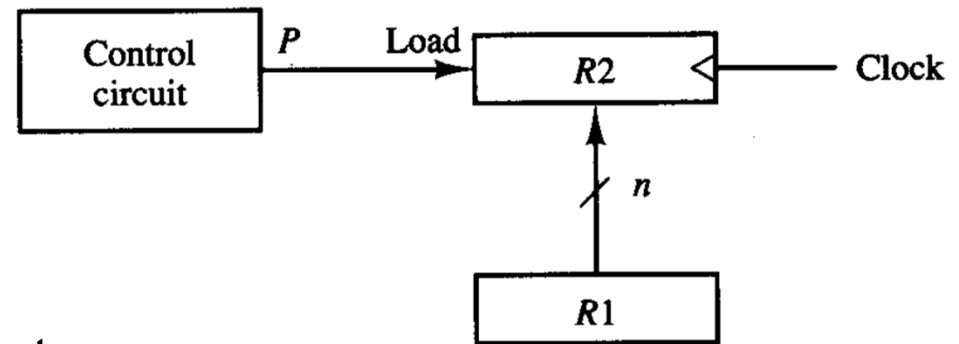 Control
circuit
P
Load
R2
Clock
n
R1